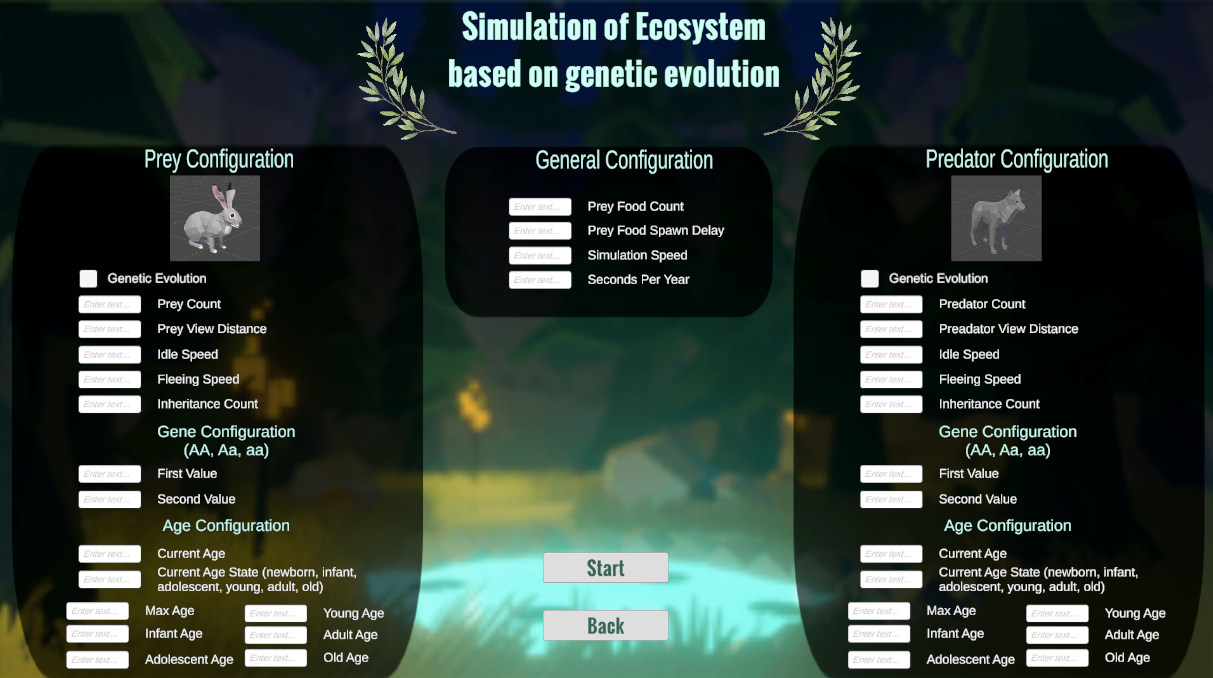 Simulation of Ecosystem
based on genetic evolution
Prey Configuration
Genetic Evolution
Enter text... Prey Count
Enter text... Prey View Distance
Enter text... Idle Speed
Enter text... Fleeing Speed
Enter text... Inheritance Count
Gene Configuration
(AA, Aa, aa)
Enter text... First Value
Enter text... Second Value
Age Configuration
Enter text... Current Age
Enter text... Current Age State (newborn, infant,
adolescent, young, adult, old)
Enter text... Max Age Enter text... Young Age
Enter text... Infant Age Enter text... Adult Age
Enter text... Adolescent Age Enter text... Old Age
General Configuration
Enter text... Prey Food Count
Enter text... Prey Food Spawn Delay
Enter text... Simulation Speed
Enter text... Seconds Per Year
Start
Back
Predator Configuration
Genetic Evolution
Enter text... Predator Count
Enter text... Preadator View Distance
Enter text... Idle Speed
Enter text... Fleeing Speed
Enter text... Inheritance Count
Gene Configuration
(AA, Aa, aa)
Enter text... First Value
Enter text... Second Value
Age Configuration
Enter text... Current Age
Enter text... Current Age State (newborn, infant,
adolescent, young, adult, old)
Enter text... Max Age Enter text... Young Age
Enter text... Infant Age Enter text... Adult Age
Enter text... Adolescent Age Enter text... Old Age